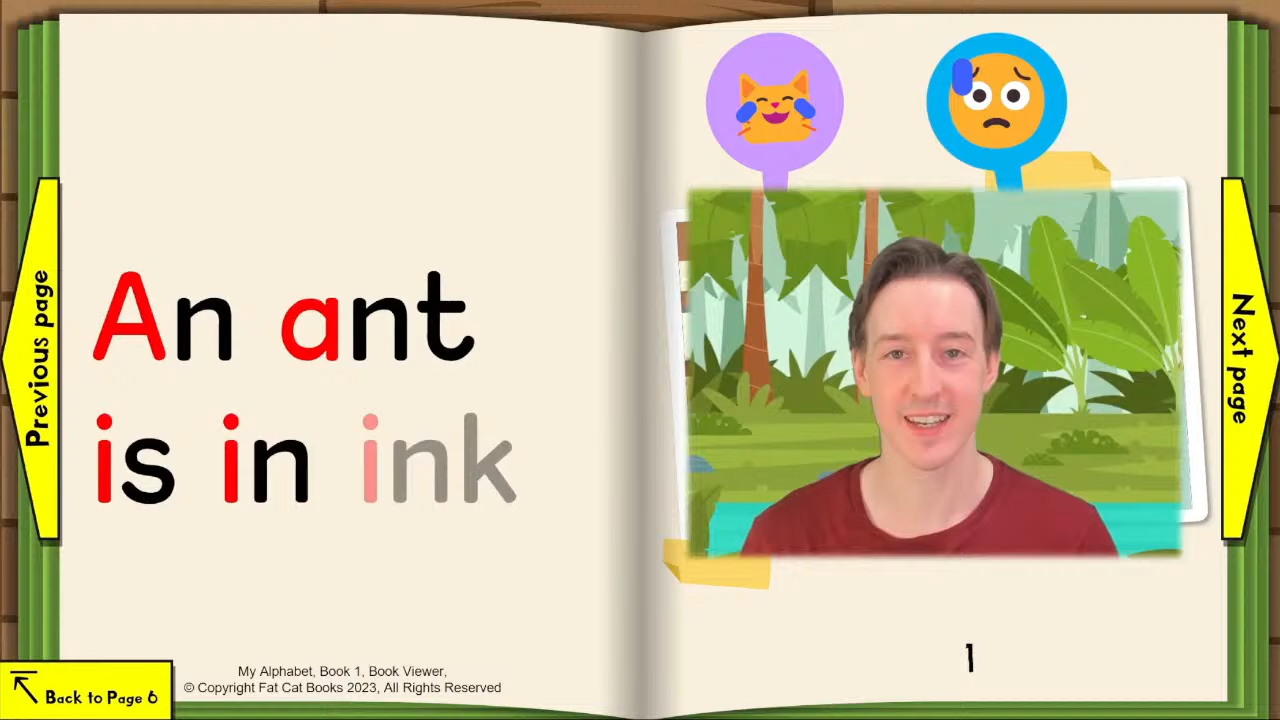 Previous page
An ant
is in ink
Next page
Back to Page 6
My Alphabet, Book 1, Book Viewer,
© Copyright Fat Cat Books 2023, All Rights Reserved
1